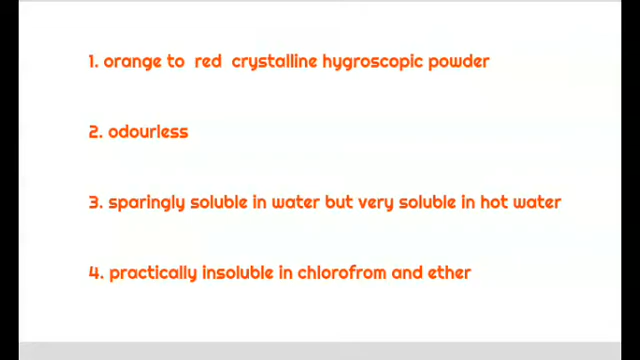 1. orange to red crystalline hygroscopic powder
2. odourless
3. sparingly soluble in water but very soluble in hot water
4. practically insoluble in chlorofrom and ether